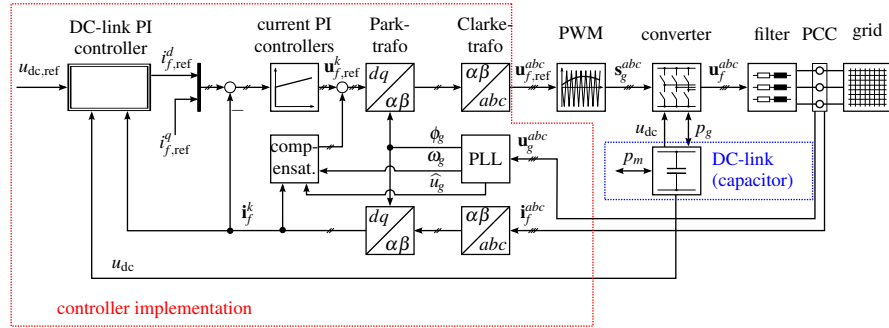 DC-link PI controller
current PI controllers
Park-trafo
Clarke-trafo
PWM
converter
filter
PCC
grid
u_dc,ref
i^d_f,ref
i^q_f,ref
u^k_f,ref
dq
αβ
αβ
abc
u^abc_f,ref
s^abc_g
u^abc_f
u_dc
p_g
−
comp-
ensat.
ϕ_g
ω_g
û_g
PLL
u^abc_g
p_m
DC-link
(capacitor)
i^k_f
dq
αβ
αβ
abc
i^abc_f
u_dc
controller implementation